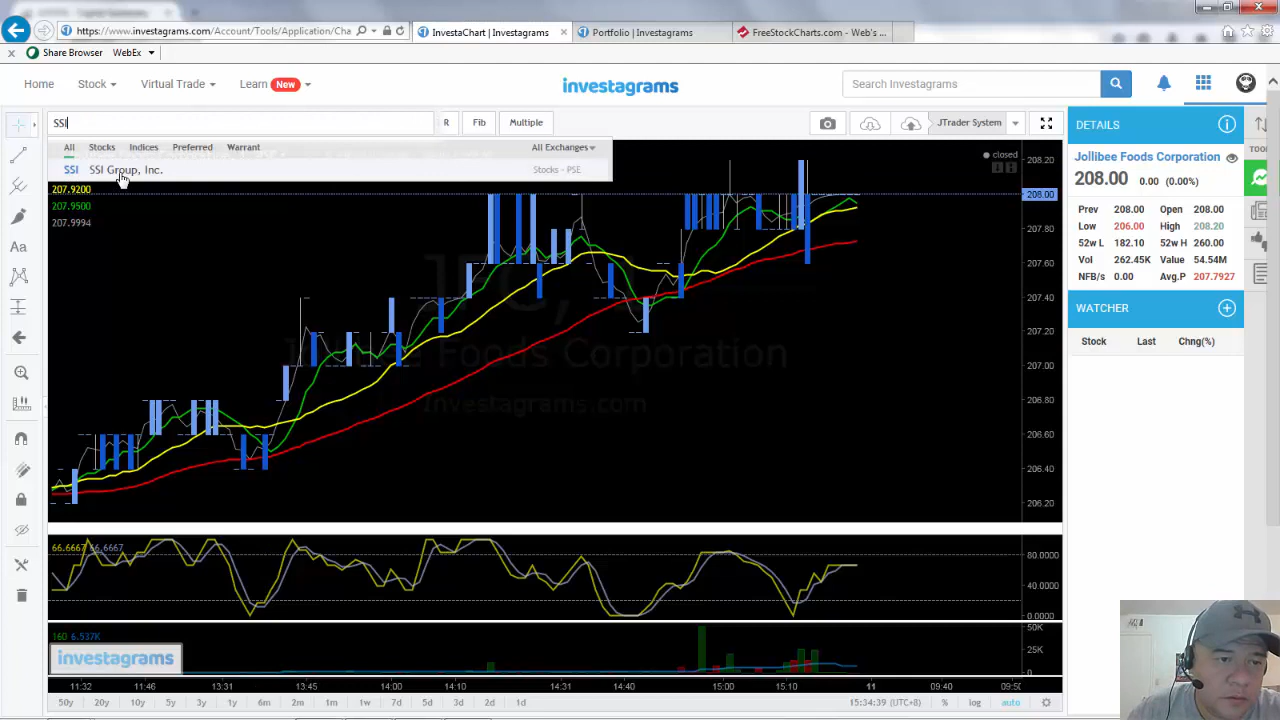 https://www.investagrams.com/Account/Tools/Application/Cha
InvestaChart | Investagrams
Portfolio | Investagrams
FreeStockCharts.com - Web's ...
Share Browser WebEx
Home Stock Virtual Trade Learn New
investagrams
Search Investagrams
SSI
R Fib Multiple
JTrader System
All Stocks Indices Preferred Warrant All Exchanges
SSI SSI Group, Inc. Stocks - PSE
207.9200
207.9500
207.9994
closed
208.20
208.00
207.80
207.60
207.40
207.20
207.00
206.80
206.60
206.40
206.20
JFC,
Foods Corporation
Investagrams.com
66.6667 66.6667
80.0000
40.0000
0.0000
160 6.537K
50K
25K
0.0000
investagrams
11:32 11:46 13:31 13:45 14:00 14:10 14:31 14:40 15:00 15:10 11 09:40 09:50
50y 20y 10y 5y 3y 1y 6m 2m 1m 7d 5d 3d 2d 1d
15:34:39 (UTC+8) % log auto
DETAILS
Jollibee Foods Corporation
208.00 0.00 (0.00%)
Prev 208.00 Open 208.00
Low 206.00 High 208.20
52w L 182.10 52w H 260.00
Vol 262.45K Value 54.54M
NFB/s 0.00 Avg.P 207.7927
WATCHER
Stock Last Chng(%)
TOOL